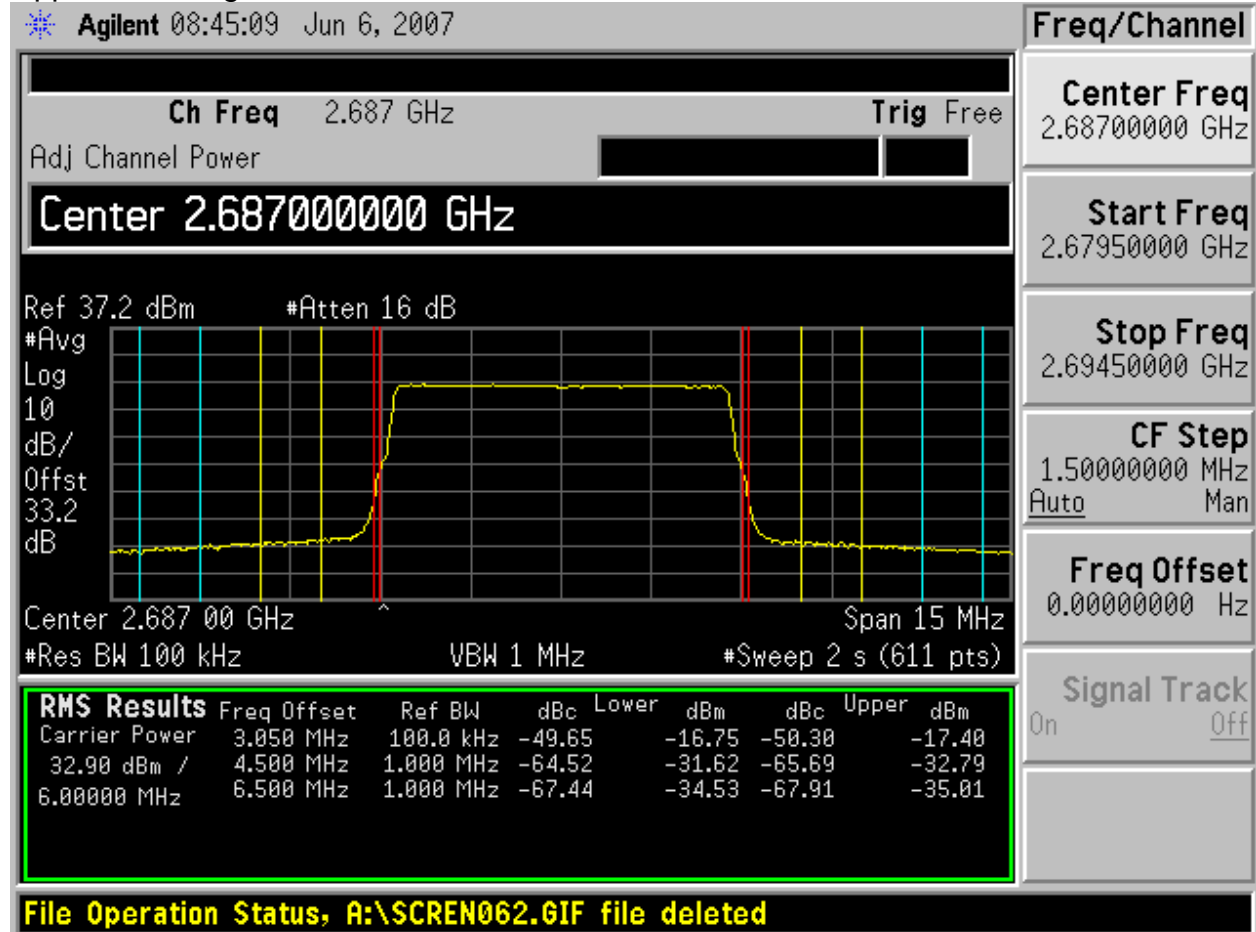 Agilent 08:45:09 Jun 6, 2007
Freq/Channel
Ch Freq 2.687 GHz Trig Free
Adj Channel Power
Center 2.687000000 GHz
Ref 37.2 dBm #Atten 16 dB
#Avg
Log
10
dB/
Offst
33.2
dB
Center 2.687 00 GHz Span 15 MHz
#Res BW 100 kHz VBW 1 MHz #Sweep 2 s (611 pts)
RMS Results Freq Offset Ref BW dBc Lower dBm dBc Upper dBm
Carrier Power 3.050 MHz 100.0 kHz -49.65 -16.75 -50.30 -17.40
32.90 dBm / 4.500 MHz 1.000 MHz -64.52 -31.62 -65.69 -32.79
6.00000 MHz 6.500 MHz 1.000 MHz -67.44 -34.53 -67.91 -35.01
Center Freq
2.68700000 GHz
Start Freq
2.67950000 GHz
Stop Freq
2.69450000 GHz
CF Step
1.50000000 MHz
Auto Man
Freq Offset
0.00000000 Hz
Signal Track
On Off
File Operation Status, A:\SCREN062.GIF file deleted